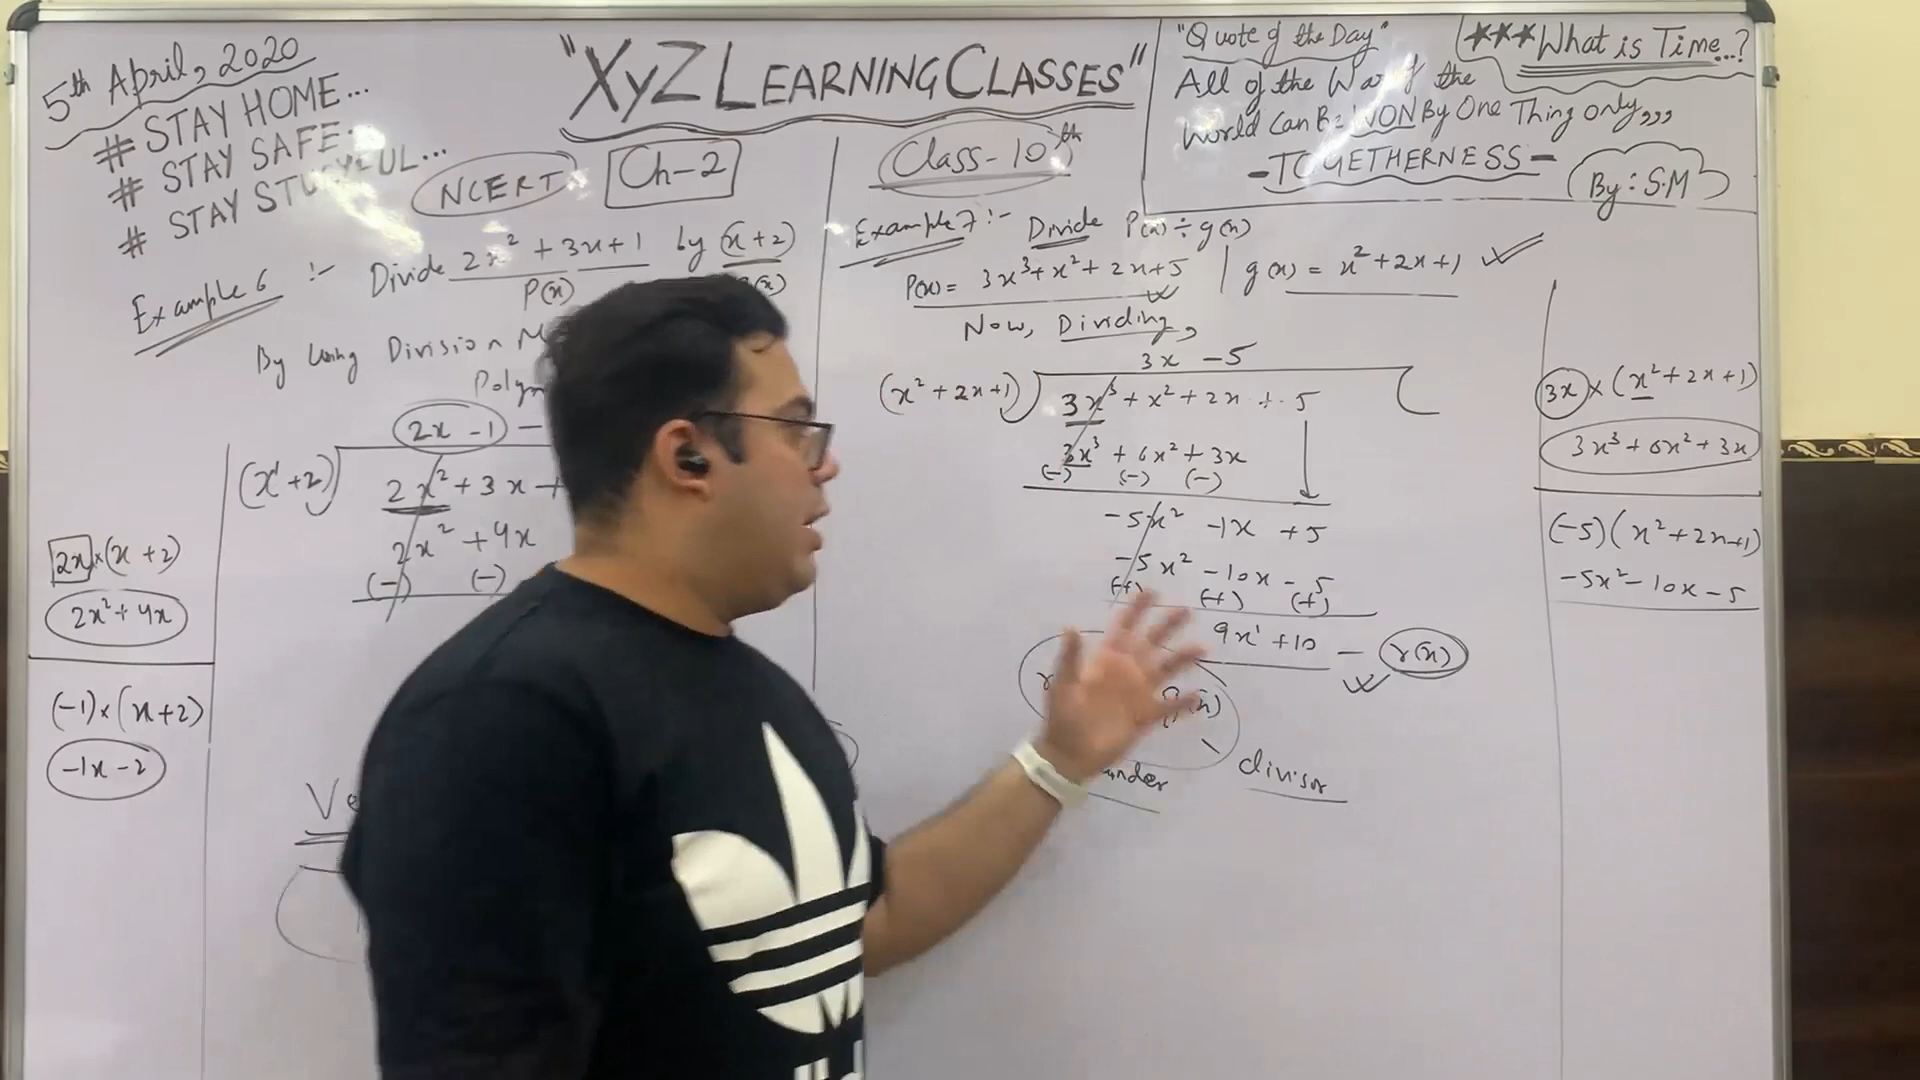 5th April, 2020
# STAY HOME...
# STAY SAFE.
# STAY STUDYFUL...
"XyZ LEARNING CLASSES"
NCERT
Ch-2
Class-10th
"Quote of the Day"
All of the War of the
World Can Be WON By One Thing only,,,
- TOGETHERNESS -
By : S.M
***What is Time...?
Example 6 :- Divide 2x² + 3x + 1 by (x+2)
P(x)
(x)
By Using Division M
Polyn
2x - 1 -
(x¹ + 2) 2x² + 3x +
2x² + 4x
(-) (-)
2x × (x + 2)
2x² + 4x
(-1) × (x+2)
-1x - 2
Example 7 :- Divide P(x) ÷ g(x)
P(x) = 3x³ + x² + 2x + 5 | g(x) = x² + 2x + 1
Now, Dividing,
3x - 5
(x² + 2x + 1) 3x³ + x² + 2x + 5
3x³ + 6x² + 3x
(-) (-) (-)
-5x² - 1x + 5
-5x² - 10x - 5
(+) (+) (+)
9x¹ + 10 - r(x)
divisor
3x × (x² + 2x + 1)
3x³ + 6x² + 3x
(-5) (x² + 2x + 1)
-5x² - 10x - 5